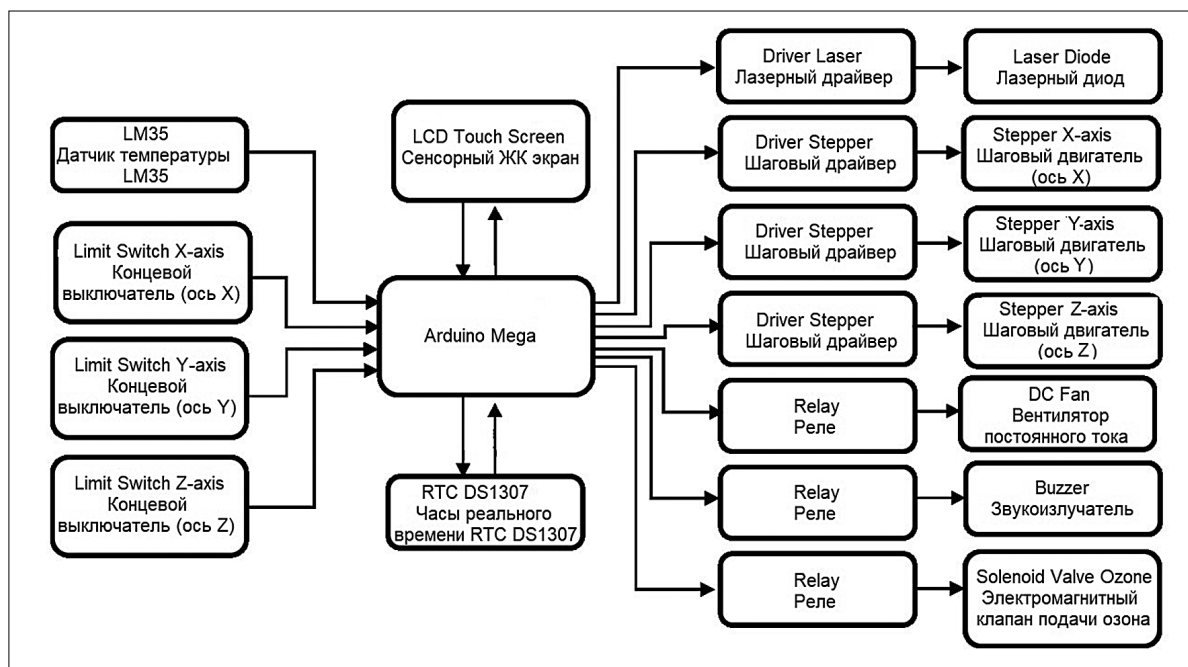 LM35
Датчик температуры
LM35
Limit Switch X-axis
Концевой
выключатель (ось X)
Limit Switch Y-axis
Концевой
выключатель (ось Y)
Limit Switch Z-axis
Концевой
выключатель (ось Z)
LCD Touch Screen
Сенсорный ЖК экран
Arduino Mega
RTC DS1307
Часы реального
времени RTC DS1307
Driver Laser
Лазерный драйвер
Laser Diode
Лазерный диод
Driver Stepper
Шаговый драйвер
Stepper X-axis
Шаговый двигатель
(ось X)
Driver Stepper
Шаговый драйвер
Stepper Y-axis
Шаговый двигатель
(ось Y)
Driver Stepper
Шаговый драйвер
Stepper Z-axis
Шаговый двигатель
(ось Z)
Relay
Реле
DC Fan
Вентилятор
постоянного тока
Relay
Реле
Buzzer
Звукоизлучатель
Relay
Реле
Solenoid Valve Ozone
Электромагнитный
клапан подачи озона